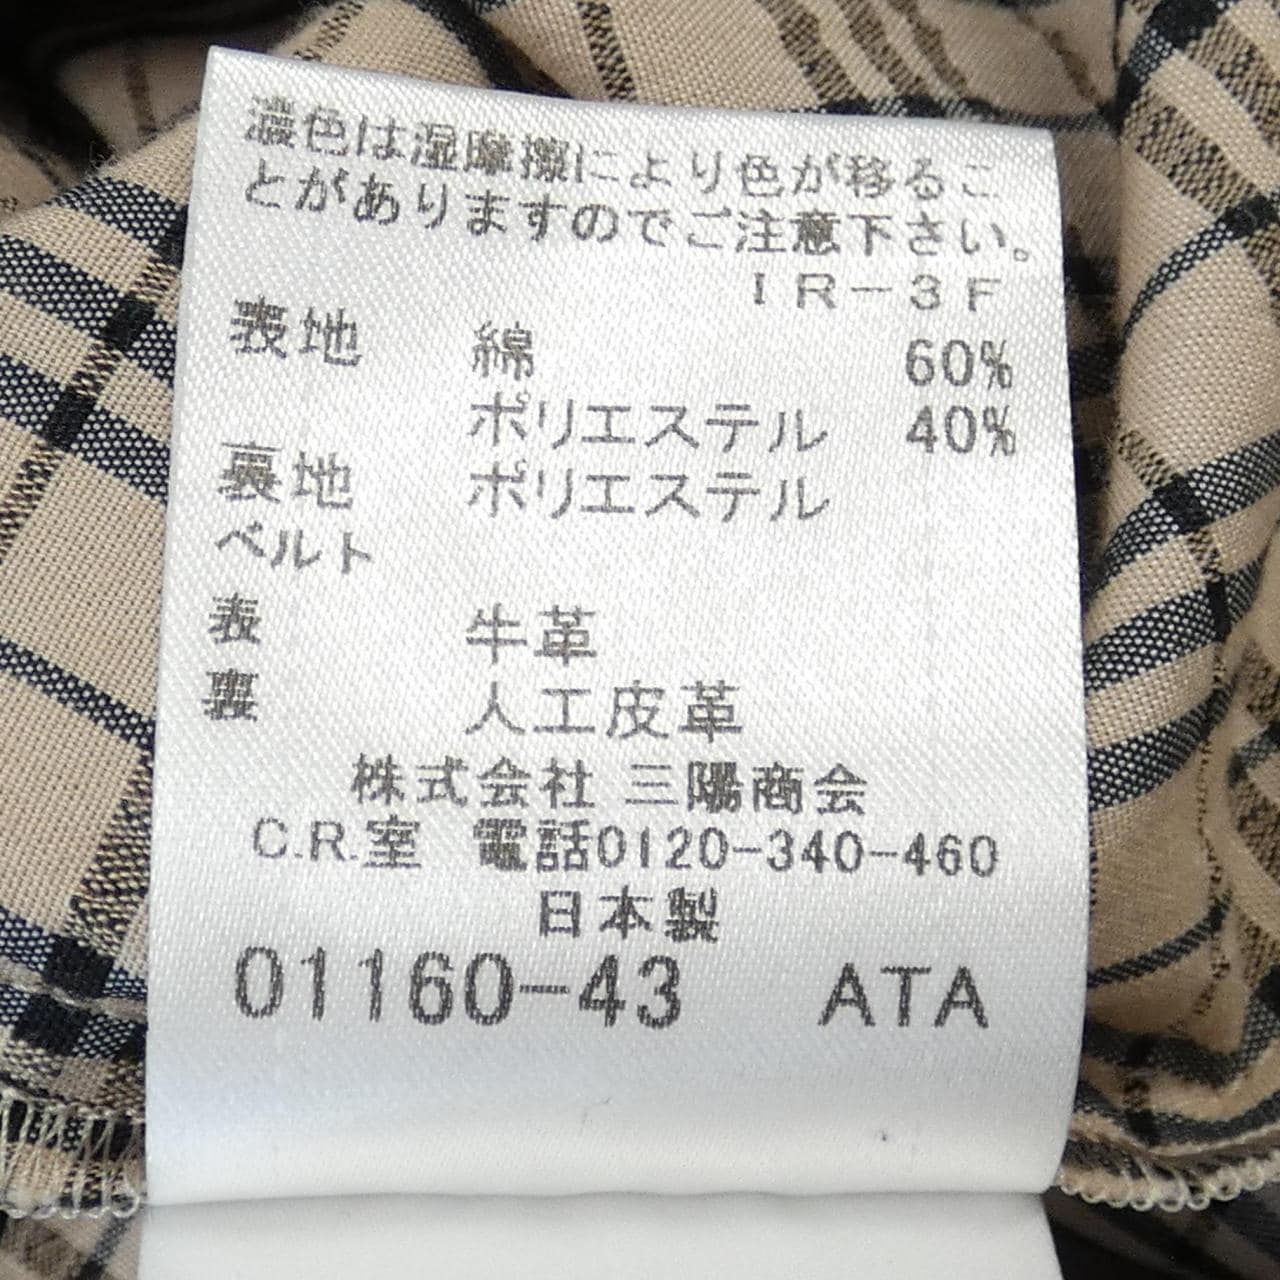 濃色は湿摩擦により色が移るこ
とがありますのでご注意下さい。
IR-3F
表地 綿 60%
ポリエステル 40%
裏地 ポリエステル
ベルト
表 牛革
裏 人工皮革
株式会社 三陽商会
C.R.室 電話0120-340-460
日本製
01160-43 ATA